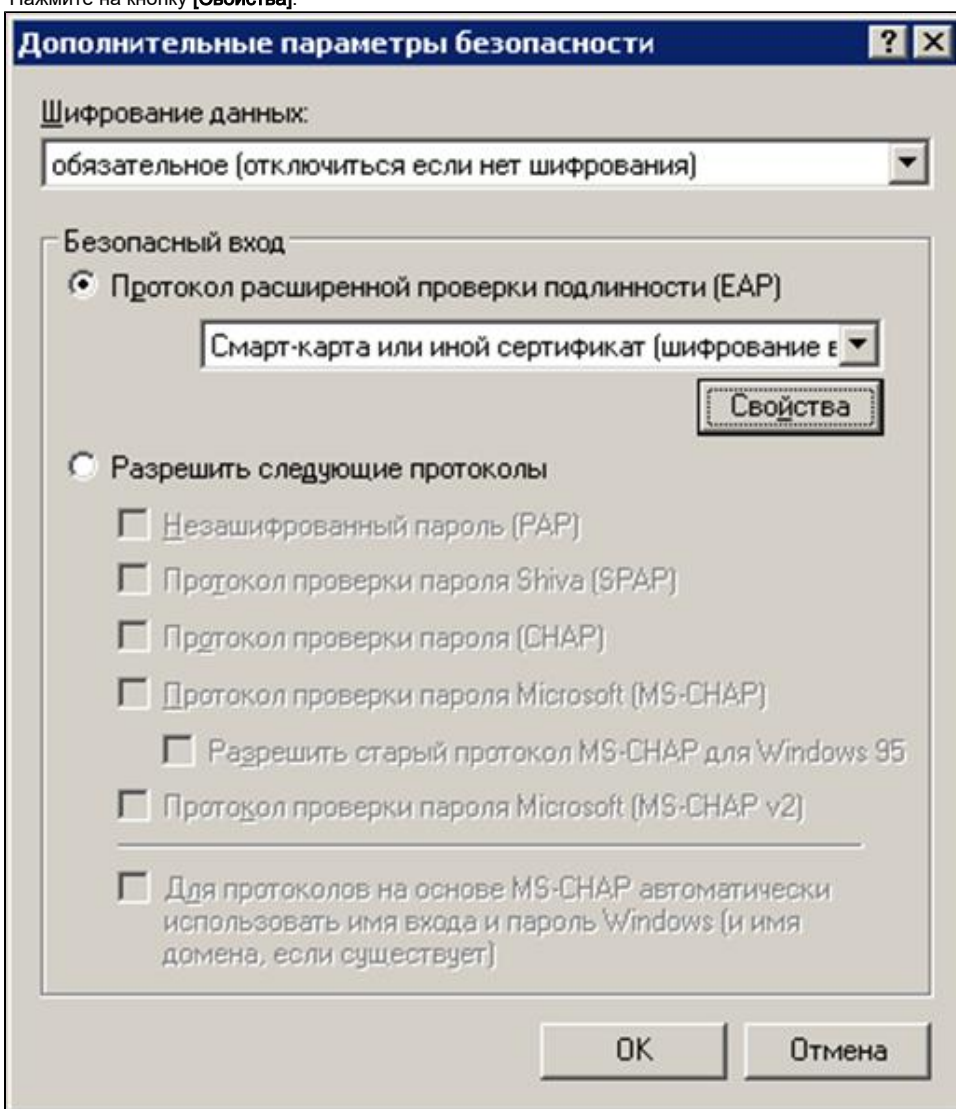 Нажмите на кнопку [Свойства].
Дополнительные параметры безопасности
Шифрование данных:
обязательное (отключиться если нет шифрования)
Безопасный вход
Протокол расширенной проверки подлинности (EAP)
Смарт-карта или иной сертификат (шифрование в
Свойства
Разрешить следующие протоколы
Незашифрованный пароль (PAP)
Протокол проверки пароля Shiva (SPAP)
Протокол проверки пароля (CHAP)
Протокол проверки пароля Microsoft (MS-CHAP)
Разрешить старый протокол MS-CHAP для Windows 95
Протокол проверки пароля Microsoft (MS-CHAP v2)
Для протоколов на основе MS-CHAP автоматически
использовать имя входа и пароль Windows (и имя
домена, если существует)
OK
Отмена